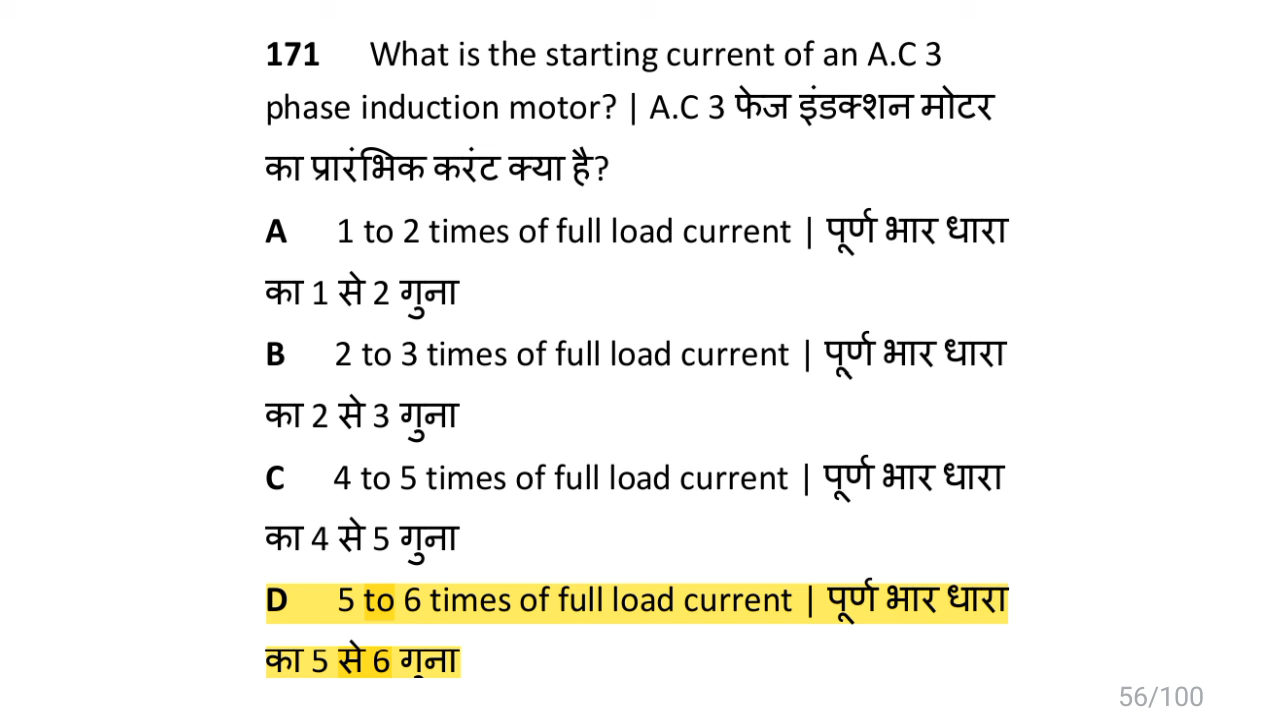 171 What is the starting current of an A.C 3
phase induction motor? | A.C 3 फेज इंडक्शन मोटर
का प्रारंभिक करंट क्या है?
A 1 to 2 times of full load current | पूर्ण भार धारा
का 1 से 2 गुना
B 2 to 3 times of full load current | पूर्ण भार धारा
का 2 से 3 गुना
C 4 to 5 times of full load current | पूर्ण भार धारा
का 4 से 5 गुना
D 5 to 6 times of full load current | पूर्ण भार धारा
का 5 से 6 गुना
56/100